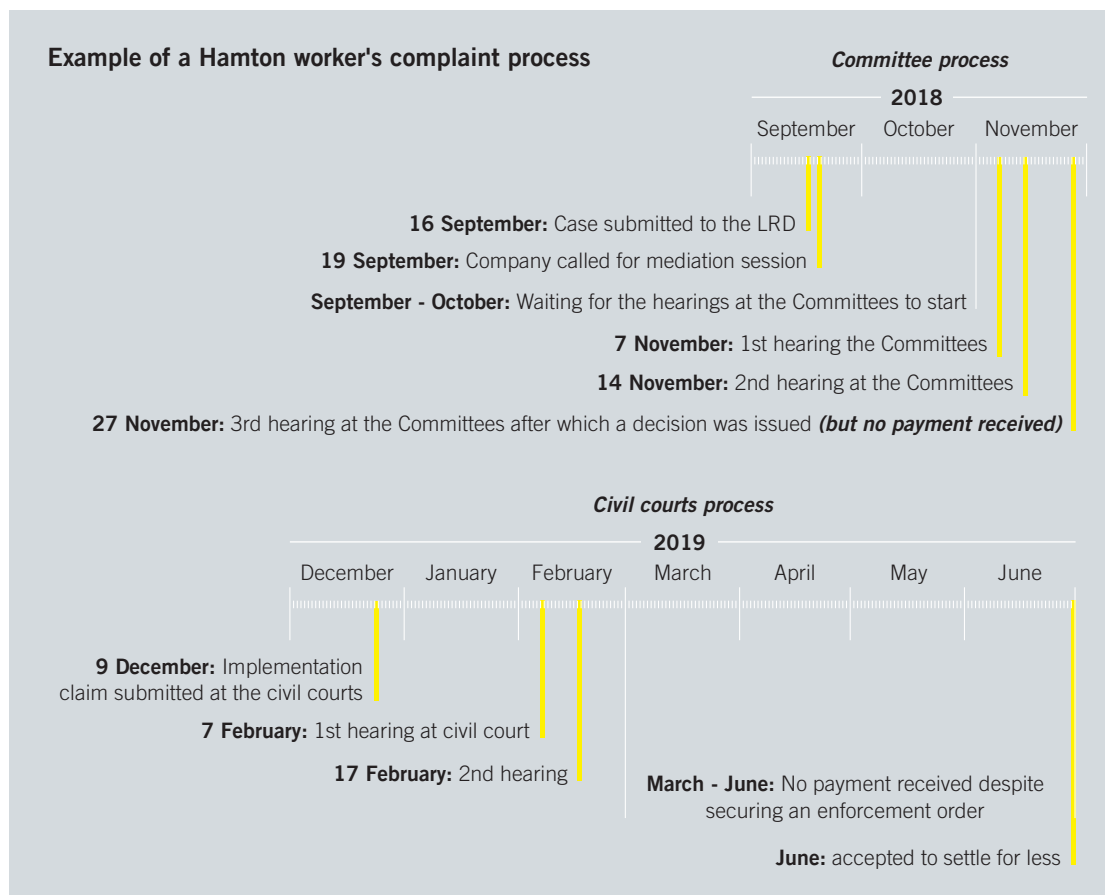 Example of a Hamton worker's complaint process
Committee process
2018
September October November
16 September: Case submitted to the LRD
19 September: Company called for mediation session
September - October: Waiting for the hearings at the Committees to start
7 November: 1st hearing the Committees
14 November: 2nd hearing at the Committees
27 November: 3rd hearing at the Committees after which a decision was issued (but no payment received)
Civil courts process
2019
December January February March April May June
9 December: Implementation
claim submitted at the civil courts
7 February: 1st hearing at civil court
17 February: 2nd hearing
March - June: No payment received despite
securing an enforcement order
June: accepted to settle for less